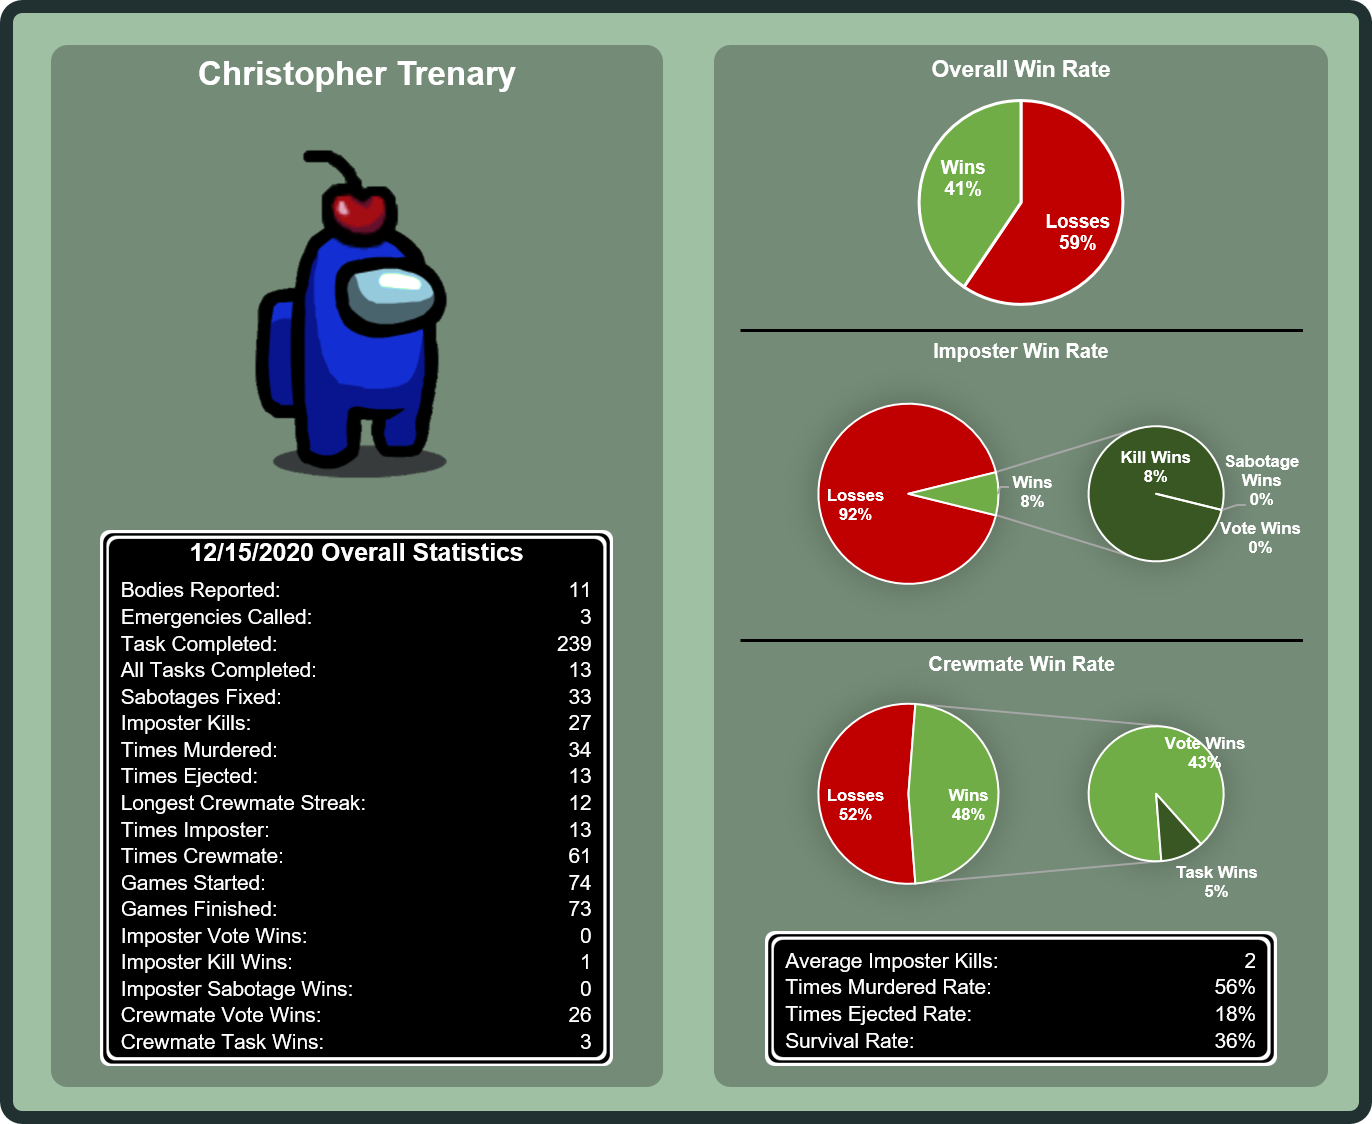 Christopher Trenary
12/15/2020 Overall Statistics
Bodies Reported: 11
Emergencies Called: 3
Task Completed: 239
All Tasks Completed: 13
Sabotages Fixed: 33
Imposter Kills: 27
Times Murdered: 34
Times Ejected: 13
Longest Crewmate Streak: 12
Times Imposter: 13
Times Crewmate: 61
Games Started: 74
Games Finished: 73
Imposter Vote Wins: 0
Imposter Kill Wins: 1
Imposter Sabotage Wins: 0
Crewmate Vote Wins: 26
Crewmate Task Wins: 3
Overall Win Rate
Wins
41%
Losses
59%
Imposter Win Rate
Losses
92%
Wins
8%
Kill Wins
8%
Sabotage
Wins
0%
Vote Wins
0%
Crewmate Win Rate
Losses
52%
Wins
48%
Vote Wins
43%
Task Wins
5%
Average Imposter Kills: 2
Times Murdered Rate: 56%
Times Ejected Rate: 18%
Survival Rate: 36%